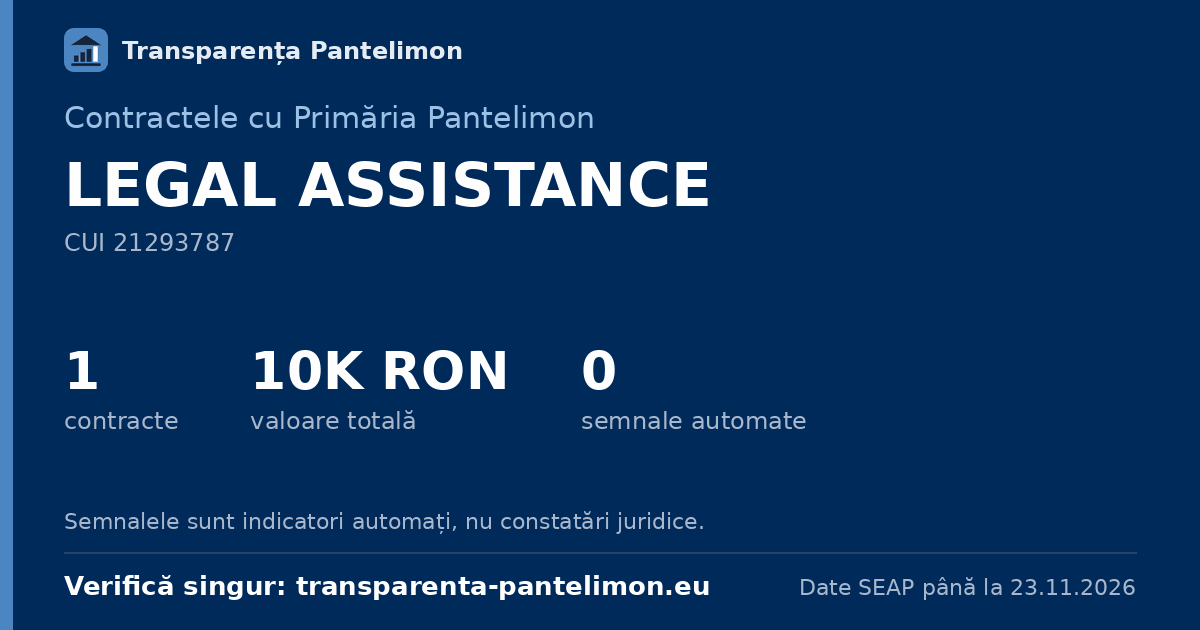 Transparența Pantelimon
Contractele cu Primăria Pantelimon
LEGAL ASSISTANCE
CUI 21293787
1
contracte
10K RON
valoare totală
0
semnale automate
Semnalele sunt indicatori automați, nu constatări juridice.
Verifică singur: transparenta-pantelimon.eu
Date SEAP până la 23.11.2026